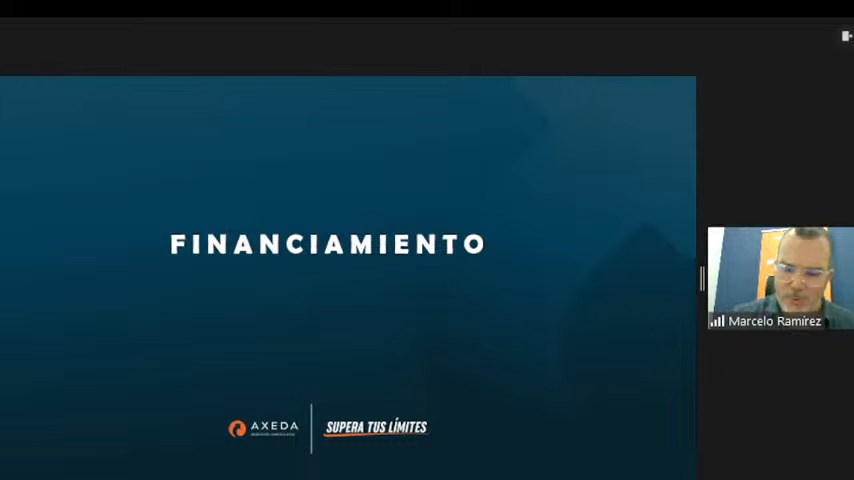 FINANCIAMIENTO
AXEDA
SUPERA TUS LÍMITES
Marcelo Ramírez